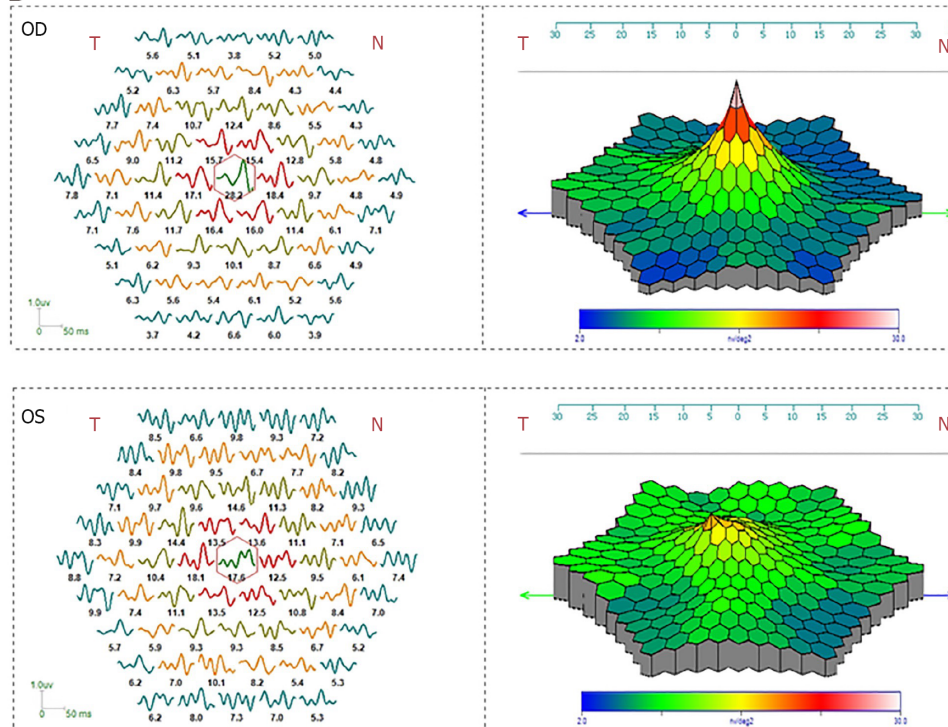 OD
T
N
5.6 5.1 3.8 5.2 5.0
5.2 6.3 5.7 8.4 4.3 4.4
7.7 7.4 10.7 12.4 8.6 5.5 4.3
6.5 9.0 11.2 15.7 15.4 12.8 5.8 4.8
7.8 7.1 11.4 17.1 28.2 18.4 9.7 4.7 4.9
7.1 7.6 11.7 16.4 16.0 11.4 6.1 7.1
5.1 6.2 9.3 10.1 8.7 6.6 4.9
6.3 5.6 5.4 6.1 5.2 5.6
3.7 4.2 6.6 6.0 3.9
1.0uv
0 50 ms
30 25 20 15 10 5 0 5 10 15 20 25 30
T
N
2.0 nv/deg2 30.0
OS
T
N
8.5 6.6 9.8 9.3 7.2
8.4 9.8 9.5 6.7 7.7 8.2
7.1 9.7 9.6 14.6 11.3 8.2 9.3
8.3 9.9 14.4 13.5 13.6 11.1 7.1 6.5
8.8 7.2 10.4 18.1 17.6 12.5 9.5 6.1 7.4
9.9 7.4 11.1 13.5 12.5 10.8 8.4 7.0
5.7 5.9 9.3 9.3 8.5 6.7 5.2
6.2 7.0 10.1 8.2 5.4 5.3
6.2 8.0 7.3 7.0 5.3
1.0uv
0 50 ms
30 25 20 15 10 5 0 5 10 15 20 25 30
T
N
2.0 nv/deg2 30.0